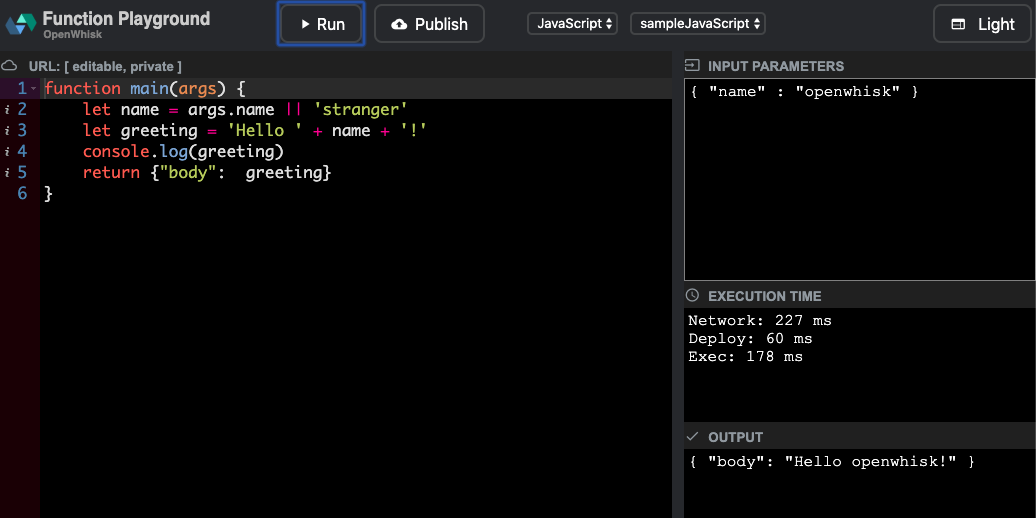 Function Playground
OpenWhisk
Run
Publish
JavaScript
sampleJavaScript
Light
URL: [ editable, private ]
1 function main(args) {
i 2     let name = args.name || 'stranger'
i 3     let greeting = 'Hello ' + name + '!'
i 4     console.log(greeting)
i 5     return {"body":  greeting}
6 }
INPUT PARAMETERS
{ "name" : "openwhisk" }
EXECUTION TIME
Network: 227 ms
Deploy: 60 ms
Exec: 178 ms
OUTPUT
{ "body": "Hello openwhisk!" }